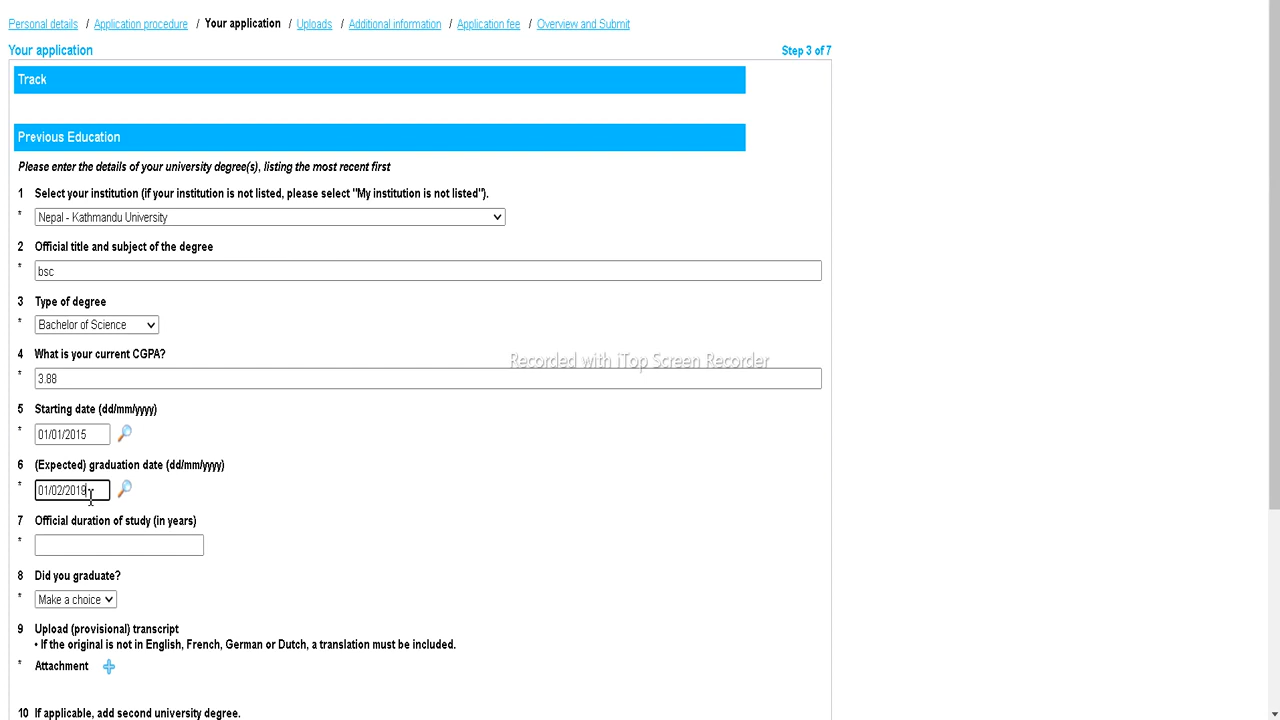 Personal details / Application procedure / Your application / Uploads / Additional information / Application fee / Overview and Submit
Your application Step 3 of 7
Track
Previous Education
Please enter the details of your university degree(s), listing the most recent first
1 Select your institution (if your institution is not listed, please select "My institution is not listed").
* Nepal - Kathmandu University
2 Official title and subject of the degree
* bsc
3 Type of degree
* Bachelor of Science
4 What is your current CGPA?
Recorded with iTop Screen Recorder
* 3.88
5 Starting date (dd/mm/yyyy)
* 01/01/2015
6 (Expected) graduation date (dd/mm/yyyy)
* 01/02/2019
7 Official duration of study (in years)
*
8 Did you graduate?
* Make a choice
9 Upload (provisional) transcript
• If the original is not in English, French, German or Dutch, a translation must be included.
* Attachment
10 If applicable, add second university degree.